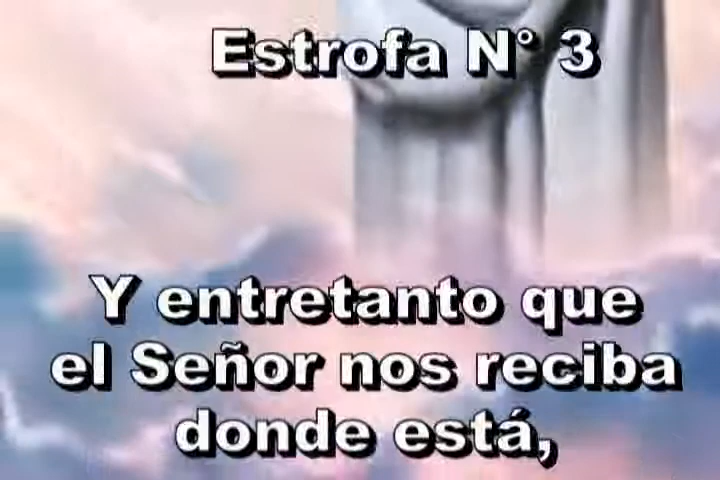 Estrofa N° 3
Y entretanto que
el Señor nos reciba
donde está,